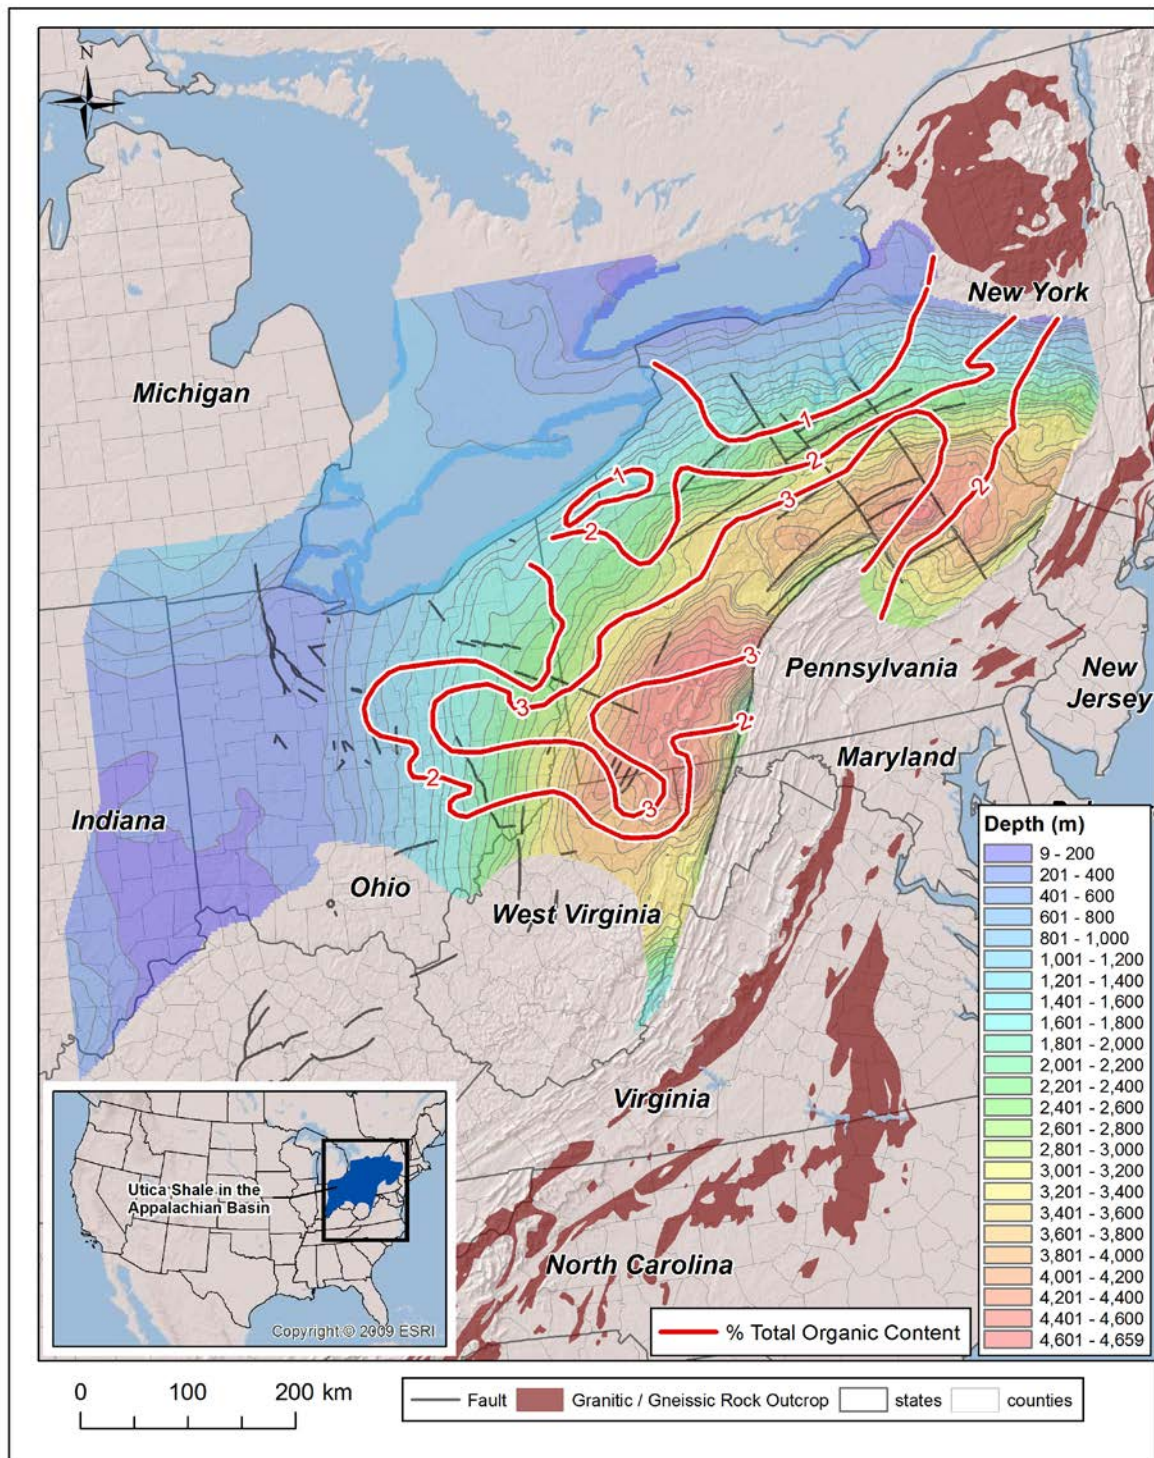 N
New York
Michigan
1
2
1
3
2
2
3
Pennsylvania
New
Jersey
3
2
Maryland
2
3
Indiana
Ohio
West Virginia
Depth (m)
9 - 200
201 - 400
401 - 600
601 - 800
801 - 1,000
1,001 - 1,200
1,201 - 1,400
1,401 - 1,600
1,601 - 1,800
1,801 - 2,000
2,001 - 2,200
2,201 - 2,400
2,401 - 2,600
2,601 - 2,800
2,801 - 3,000
3,001 - 3,200
3,201 - 3,400
3,401 - 3,600
3,601 - 3,800
3,801 - 4,000
4,001 - 4,200
4,201 - 4,400
4,401 - 4,600
4,601 - 4,659
Virginia
Utica Shale in the
Appalachian Basin
North Carolina
Copyright © 2009 ESRI
% Total Organic Content
0 100 200 km
Fault Granitic / Gneissic Rock Outcrop states counties